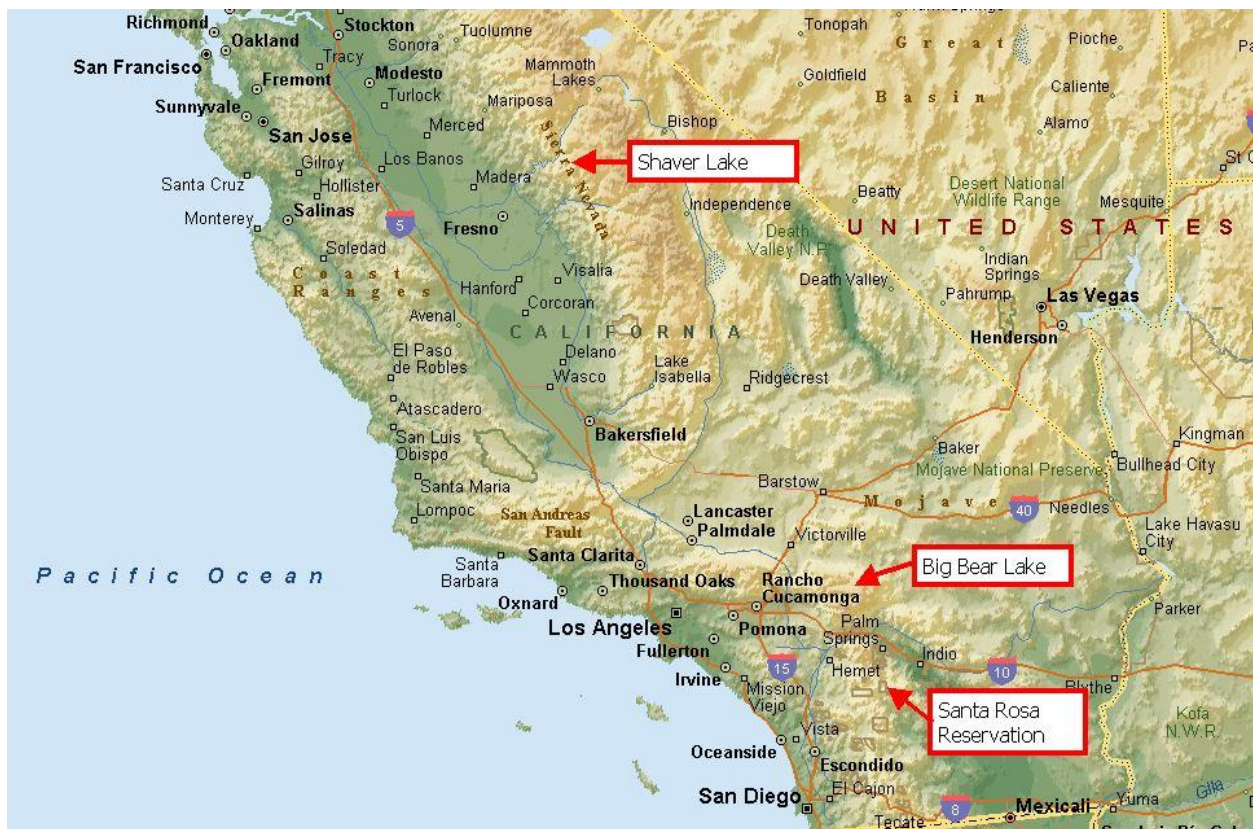 Richmond
Stockton
Tuolumne
Tonopah
Pioche
Oakland
Sonora
Great
San Francisco
Tracy
Modesto
Mammoth
Lakes
Goldfield
Basin
Caliente
Fremont
Turlock
Mariposa
Sunnyvale
San Jose
Merced
Sierra Nevada
Bishop
Alamo
Shaver Lake
Gilroy
Los Banos
Santa Cruz
Hollister
Madera
Independence
Beatty
Desert National
Wildlife Range
Mesquite
Monterey
Salinas
5
Fresno
Death
Valley N.P.
UNITED STATES
Soledad
Coast
Ranges
Hanford
Visalia
Death Valley
Indian
Springs
Pahrump
Las Vegas
Corcoran
Avenal
CALIFORNIA
Henderson
El Paso
de Robles
Delano
Wasco
Lake
Isabella
Ridgecrest
Atascadero
San Luis
Obispo
Bakersfield
Baker
Kingman
Mojave National Preserve
Bullhead City
Santa Maria
Barstow
Mojave
Lompoc
San Andreas
Fault
Lancaster
Palmdale
40
Needles
Victorville
Lake Havasu
City
Pacific Ocean
Santa
Barbara
Santa Clarita
Big Bear Lake
Oxnard
Thousand Oaks
Rancho
Cucamonga
Parker
Los Angeles
Pomona
Palm
Springs
Fullerton
15
Hemet
Indio
10
Irvine
Mission
Viejo
Blythe
Santa Rosa
Reservation
Kofa
N.W.R.
Vista
Oceanside
Escondido
San Diego
El Cajon
8
Mexicali
Yuma
Gila
Tecate